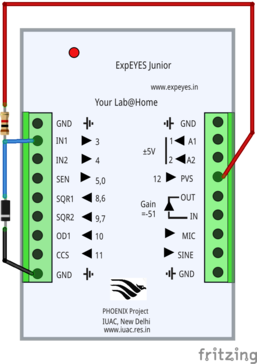 ExpEYES Junior
www.expeyes.in
Your Lab@Home
GND
IN1 3
IN2 4
SEN 5,0
SQR1 8,6
SQR2 9,7
OD1 10
CCS 11
GND
GND
1 A1
±5V
2 A2
12 PVS
OUT
Gain
=-51
IN
MIC
SINE
GND
PHOENIX Project
IUAC, New Delhi
www.iuac.res.in
fritzing